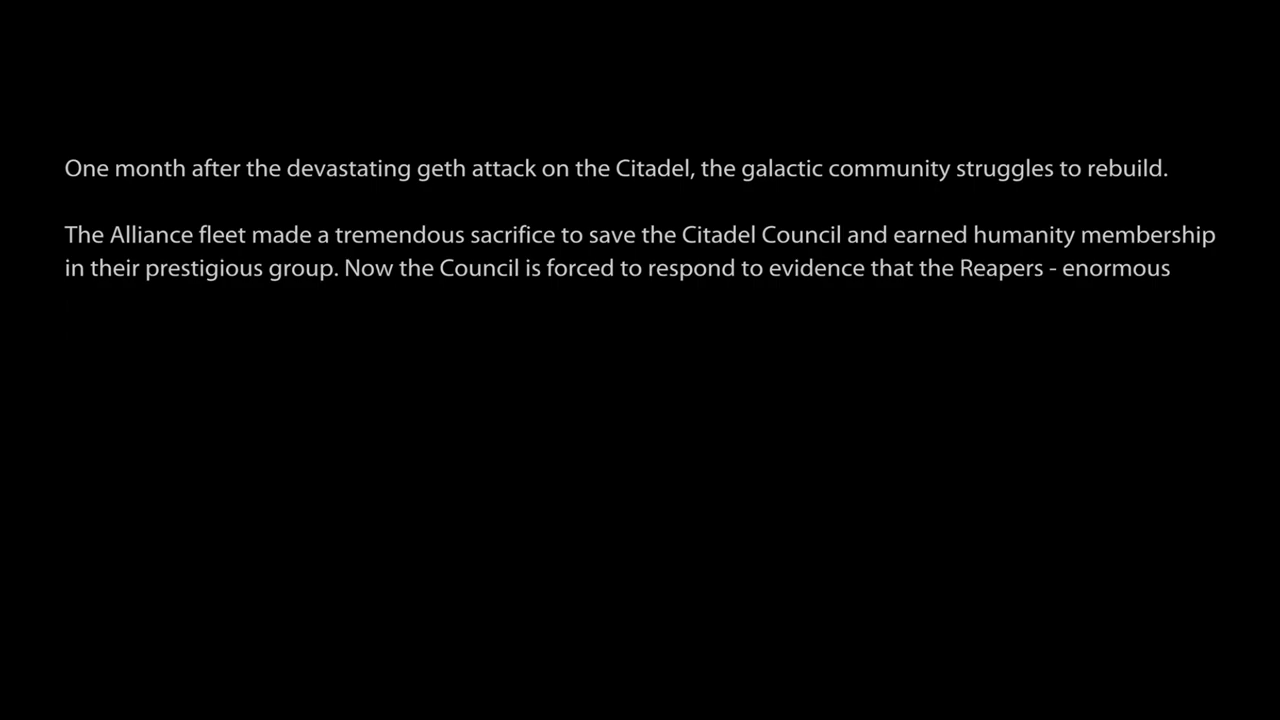 One month after the devastating geth attack on the Citadel, the galactic community struggles to rebuild.
The Alliance fleet made a tremendous sacrifice to save the Citadel Council and earned humanity membership
in their prestigious group. Now the Council is forced to respond to evidence that the Reapers - enormous